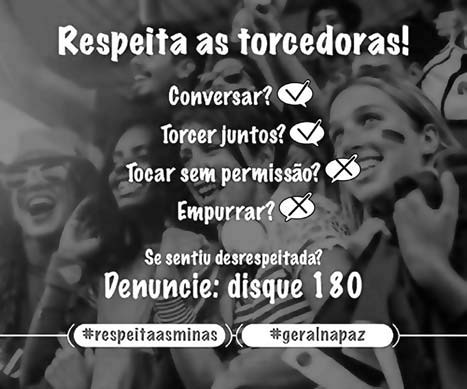 Respeita as torcedoras!
Conversar?
Torcer juntos?
Tocar sem permissão?
Empurrar?
Se sentiu desrespeitada?
Denuncie: disque 180
#respeitaasminas #geralnapaz